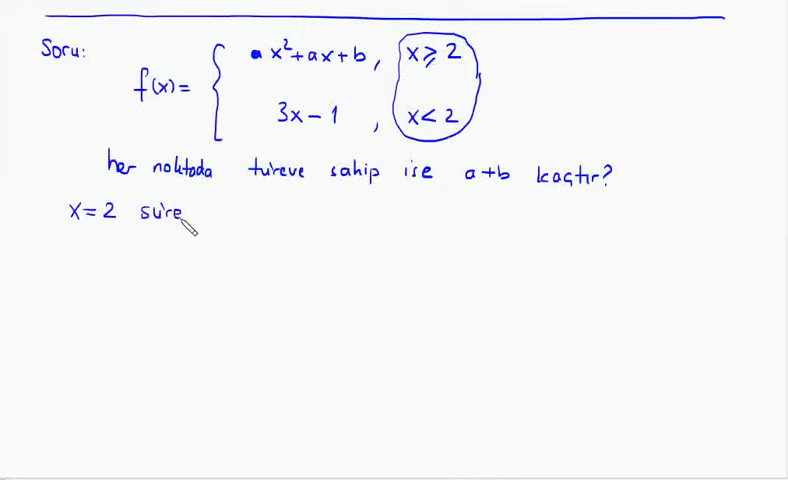 Soru:
f(x)= { ax²+ax+b, x⩾2
3x-1, x<2
her noktada türeve sahip ise a+b kaçtır?
x=2 süre